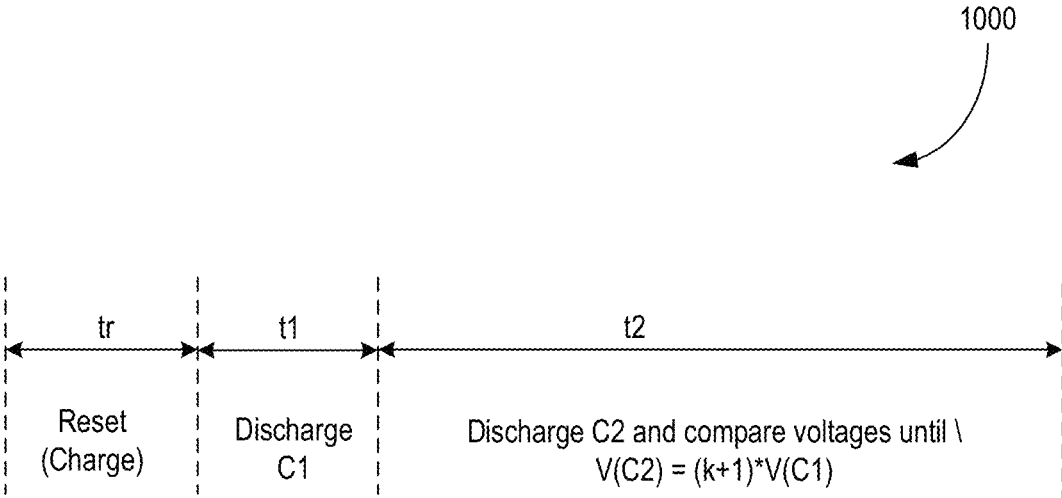 1000
tr
t1
t2
Reset
(Charge)
Discharge
C1
Discharge C2 and compare voltages until \
V(C2) = (k+1)*V(C1)